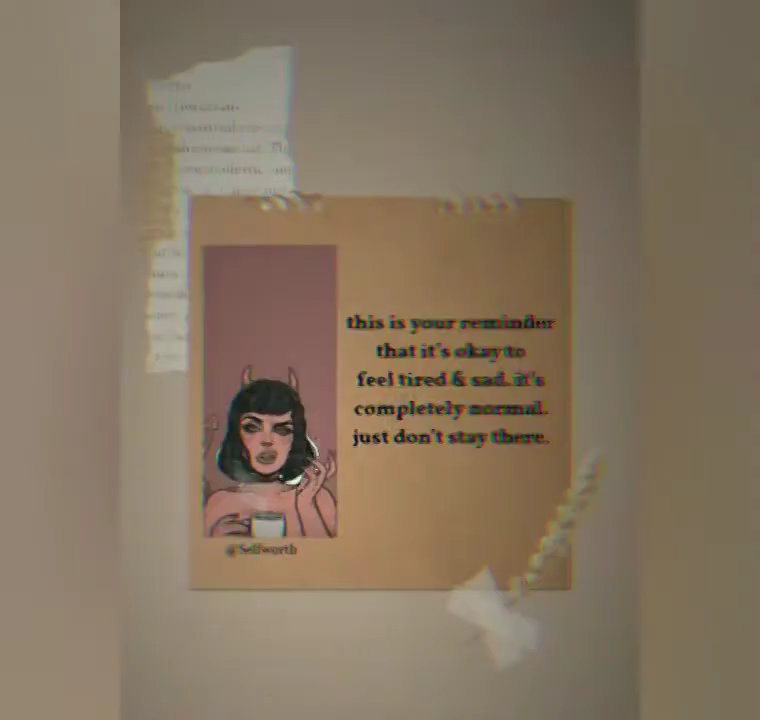 this is your reminder
that it's okay to
feel tired & sad. it's
completely normal.
just don't stay there.
@Selfworth